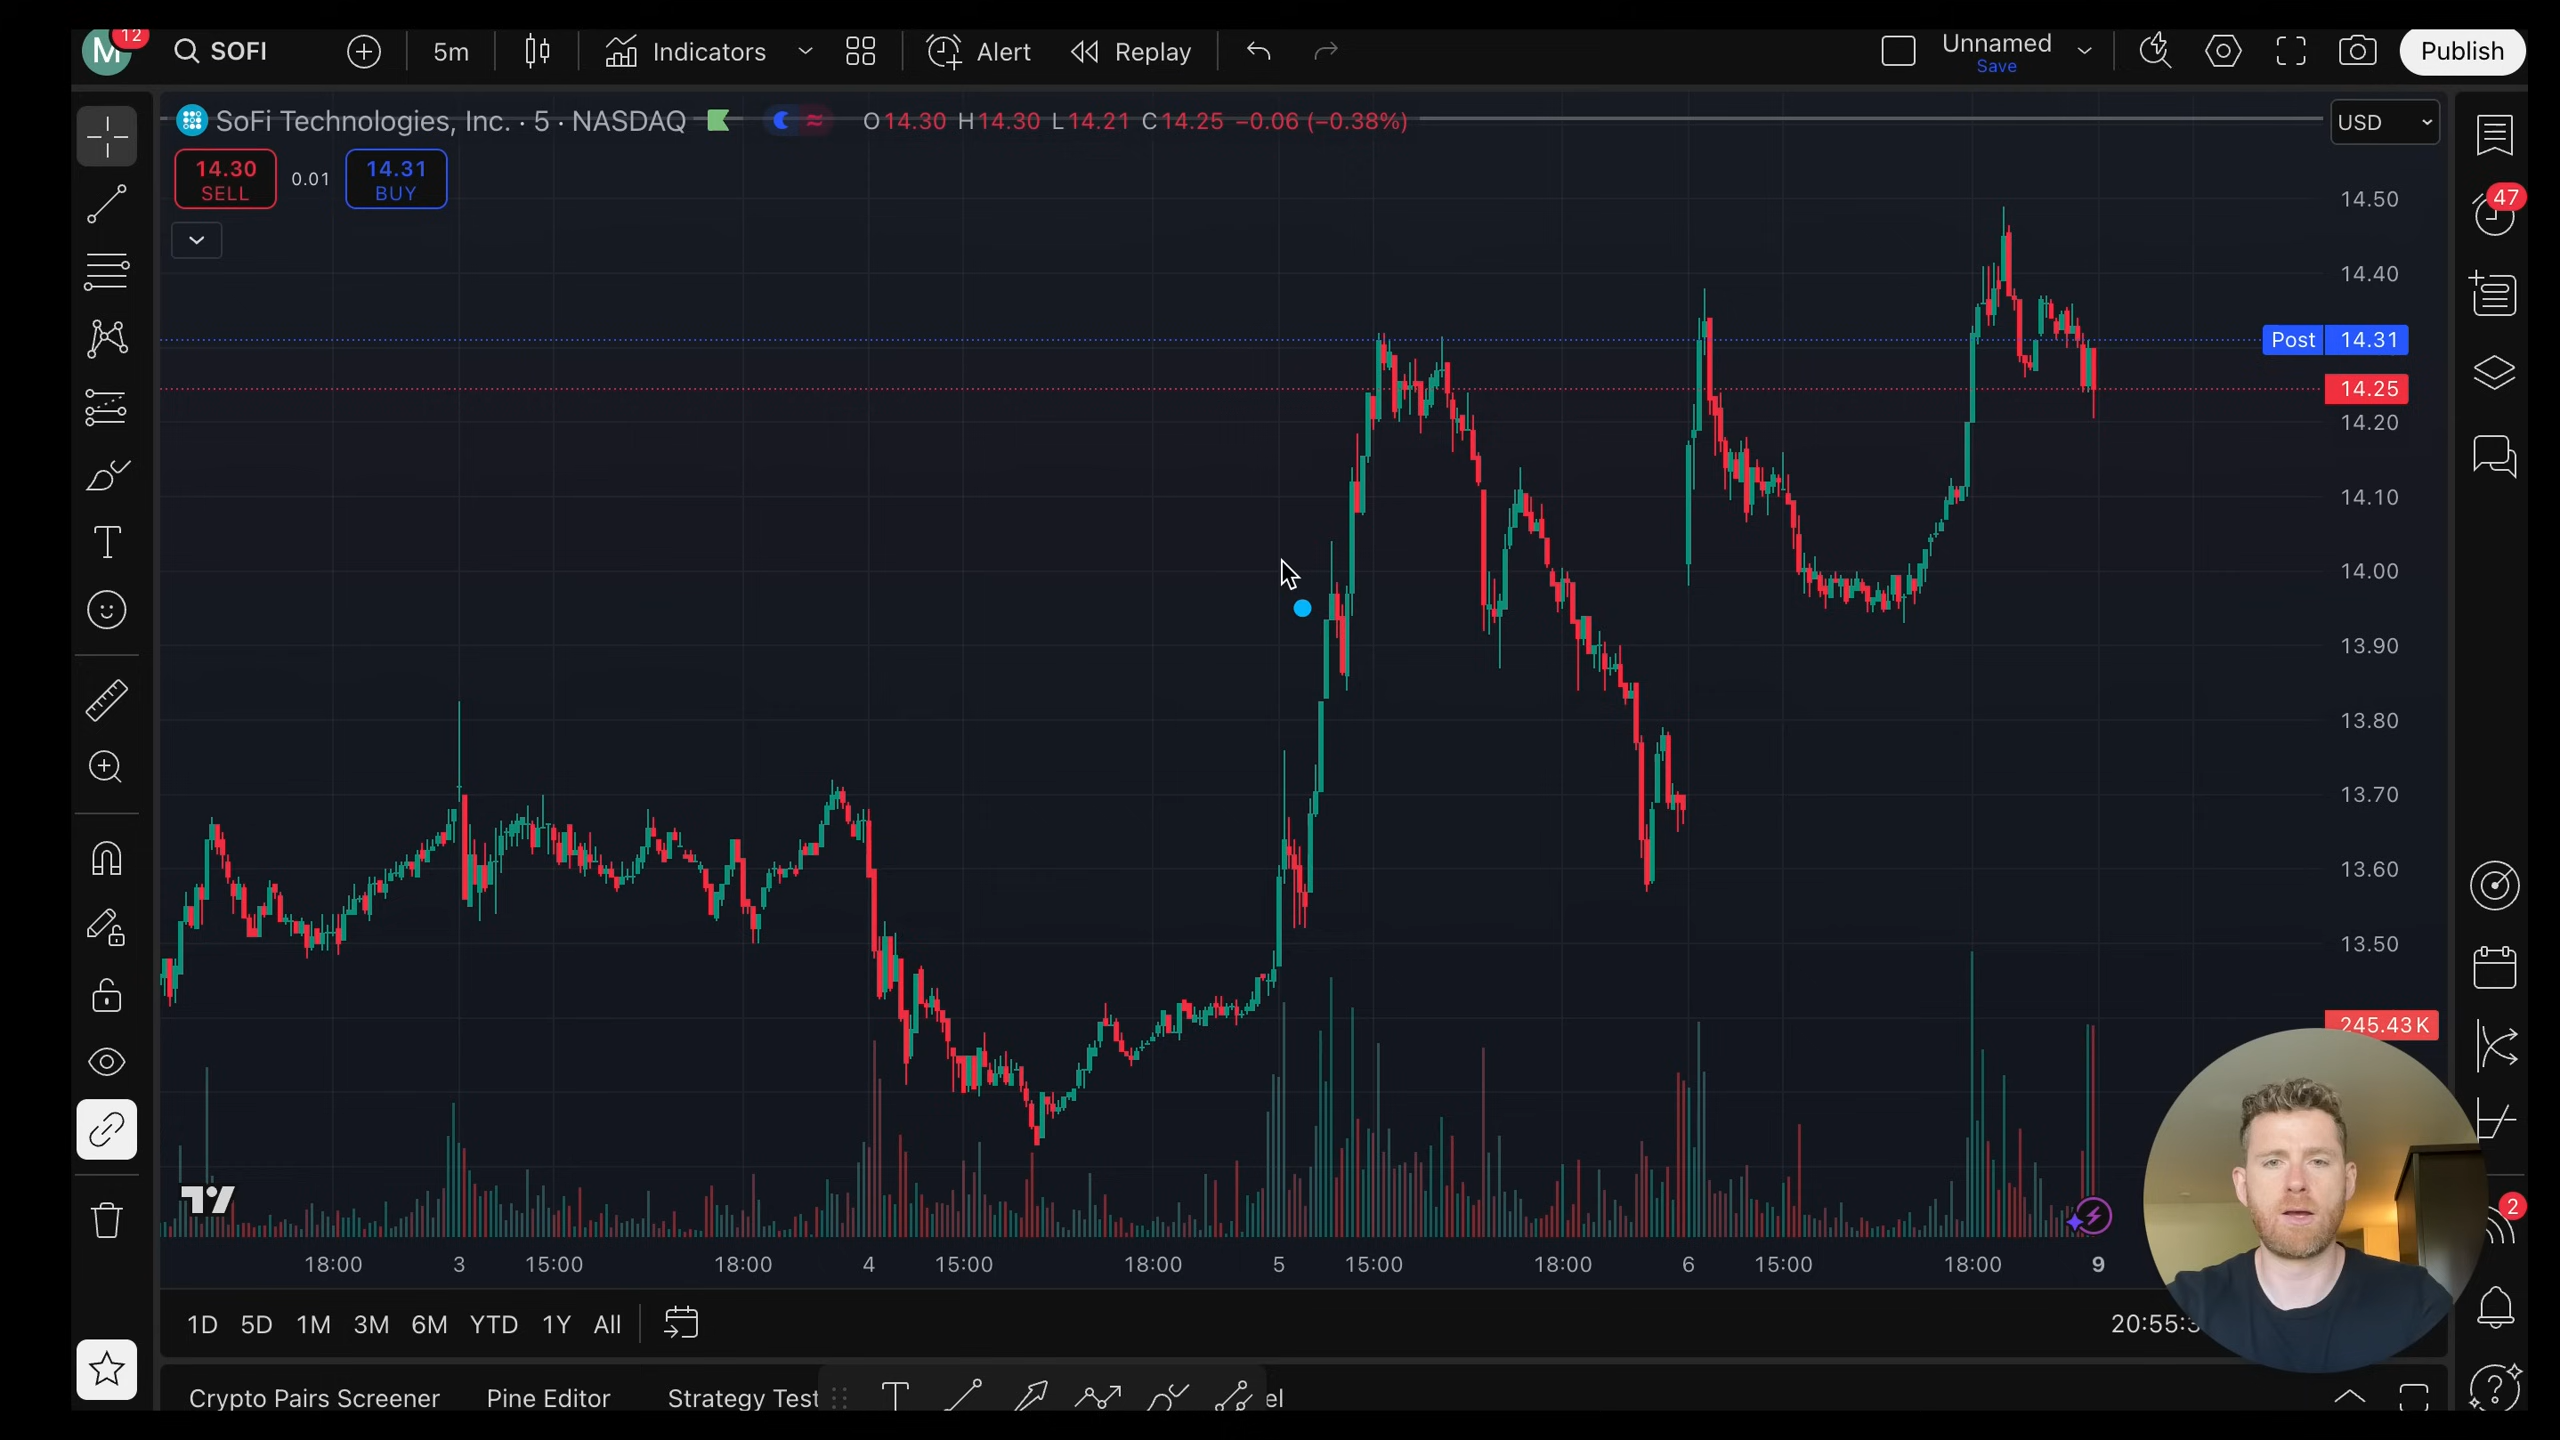 M 12 SOFI 5m Indicators Alert Replay Unnamed Save Publish
SoFi Technologies, Inc. · 5 · NASDAQ O14.30 H14.30 L14.21 C14.25 −0.06 (−0.38%) USD
14.30 SELL 0.01 14.31 BUY
14.50
47
14.40
Post 14.31
14.25
14.20
14.10
14.00
13.90
13.80
13.70
13.60
13.50
245.43K
2
18:00 3 15:00 18:00 4 15:00 18:00 5 15:00 18:00 6 15:00 18:00 9
1D 5D 1M 3M 6M YTD 1Y All 20:55:3
Crypto Pairs Screener Pine Editor Strategy Test el